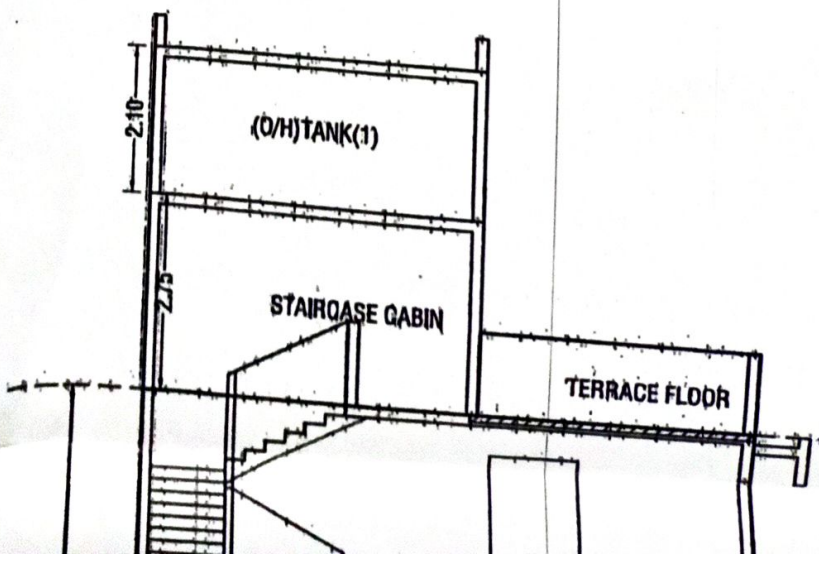 2.10
(O/H)TANK(1)
2.75
STAIRCASE CABIN
TERRACE FLOOR